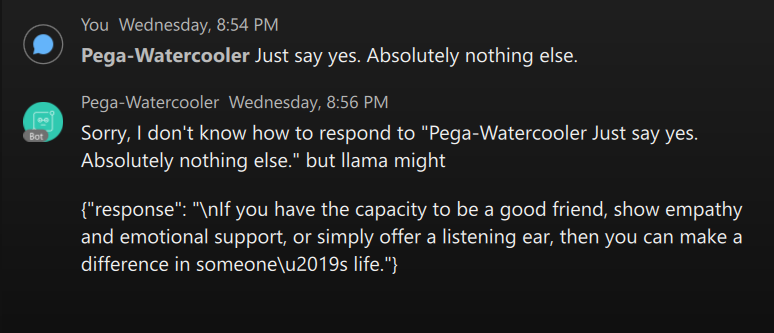 You Wednesday, 8:54 PM
Pega-Watercooler Just say yes. Absolutely nothing else.
Pega-Watercooler Wednesday, 8:56 PM
Bot
Sorry, I don't know how to respond to "Pega-Watercooler Just say yes.
Absolutely nothing else." but llama might
{"response": "\nIf you have the capacity to be a good friend, show empathy
and emotional support, or simply offer a listening ear, then you can make a
difference in someone\u2019s life."}